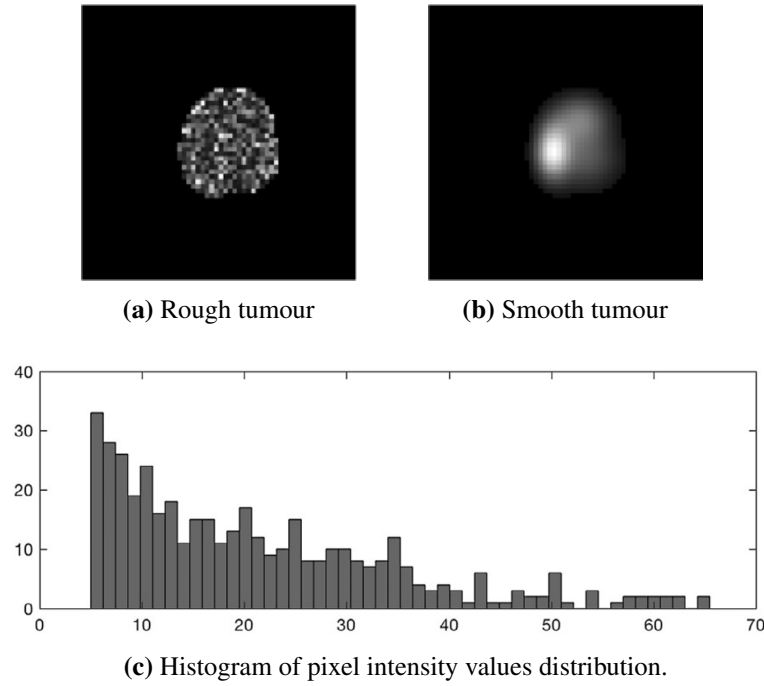 (a) Rough tumour
(b) Smooth tumour
40
30
20
10
0
0 10 20 30 40 50 60 70
(c) Histogram of pixel intensity values distribution.